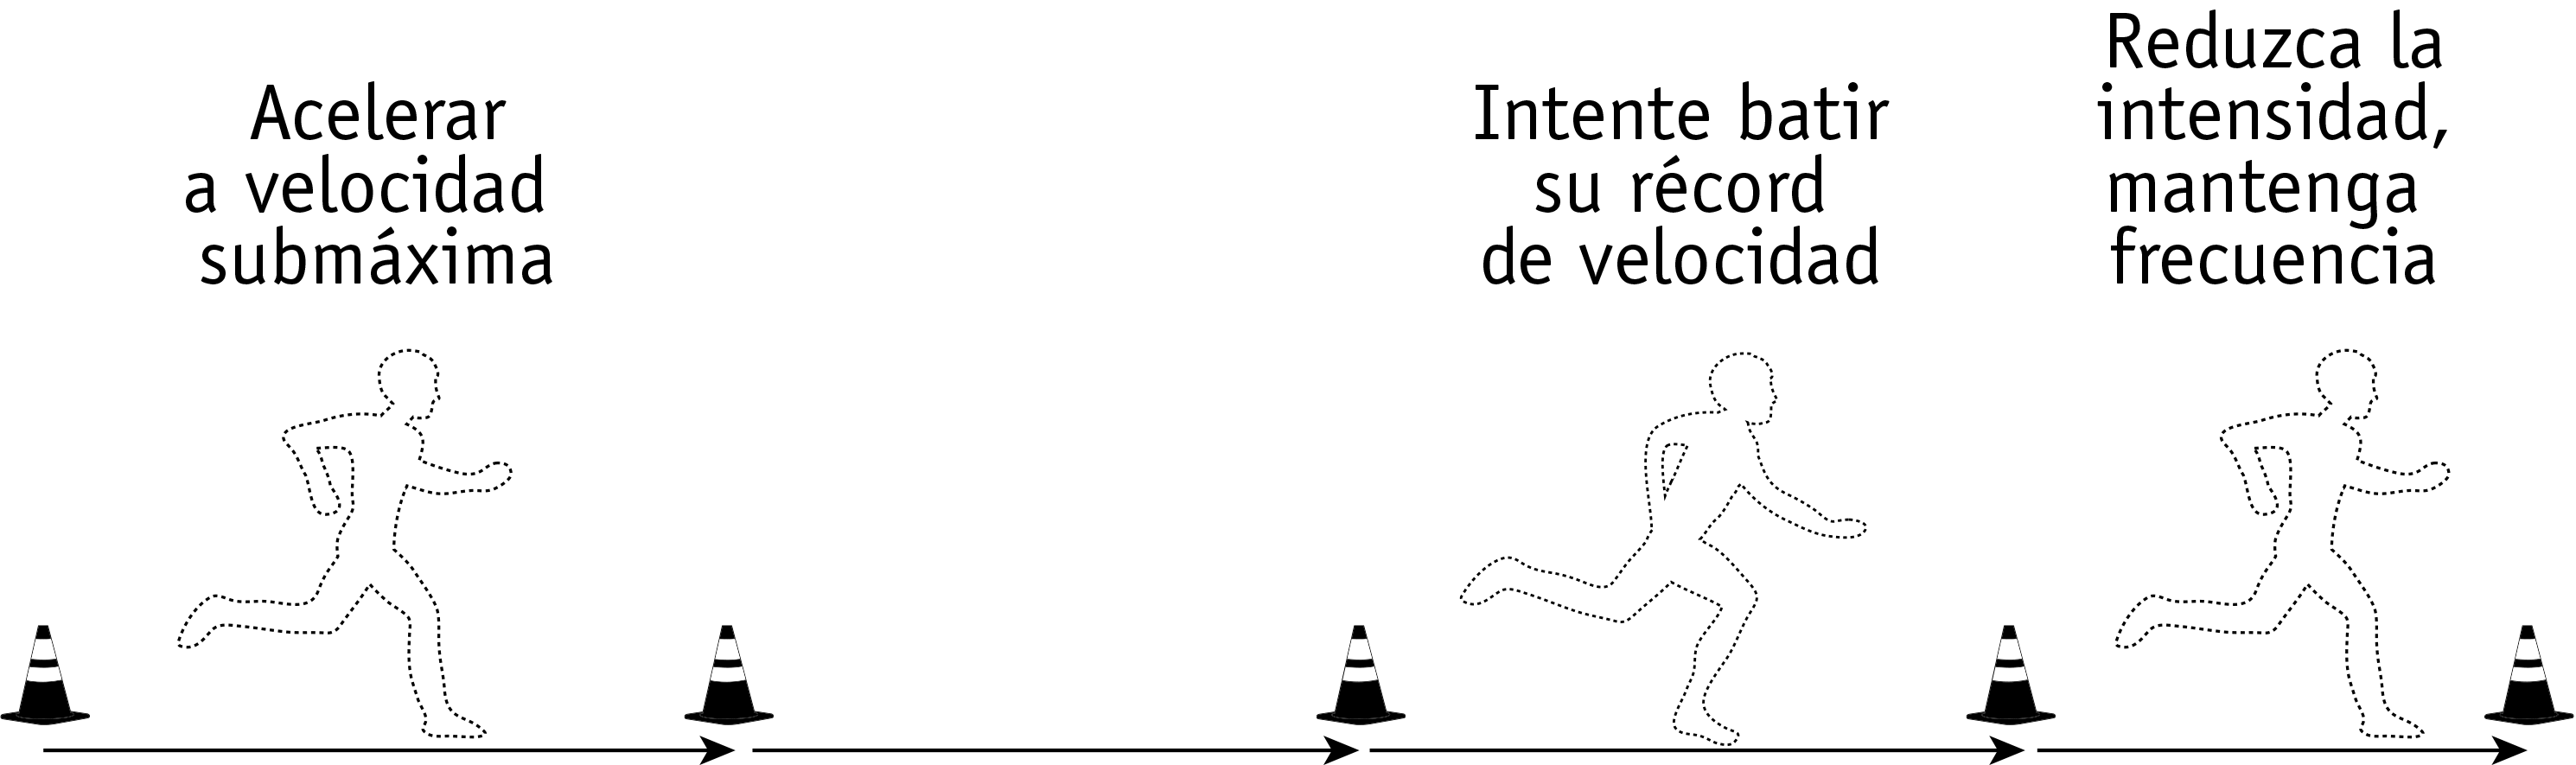 Acelerar
a velocidad
submáxima
Intente batir
su récord
de velocidad
Reduzca la
intensidad,
mantenga
frecuencia